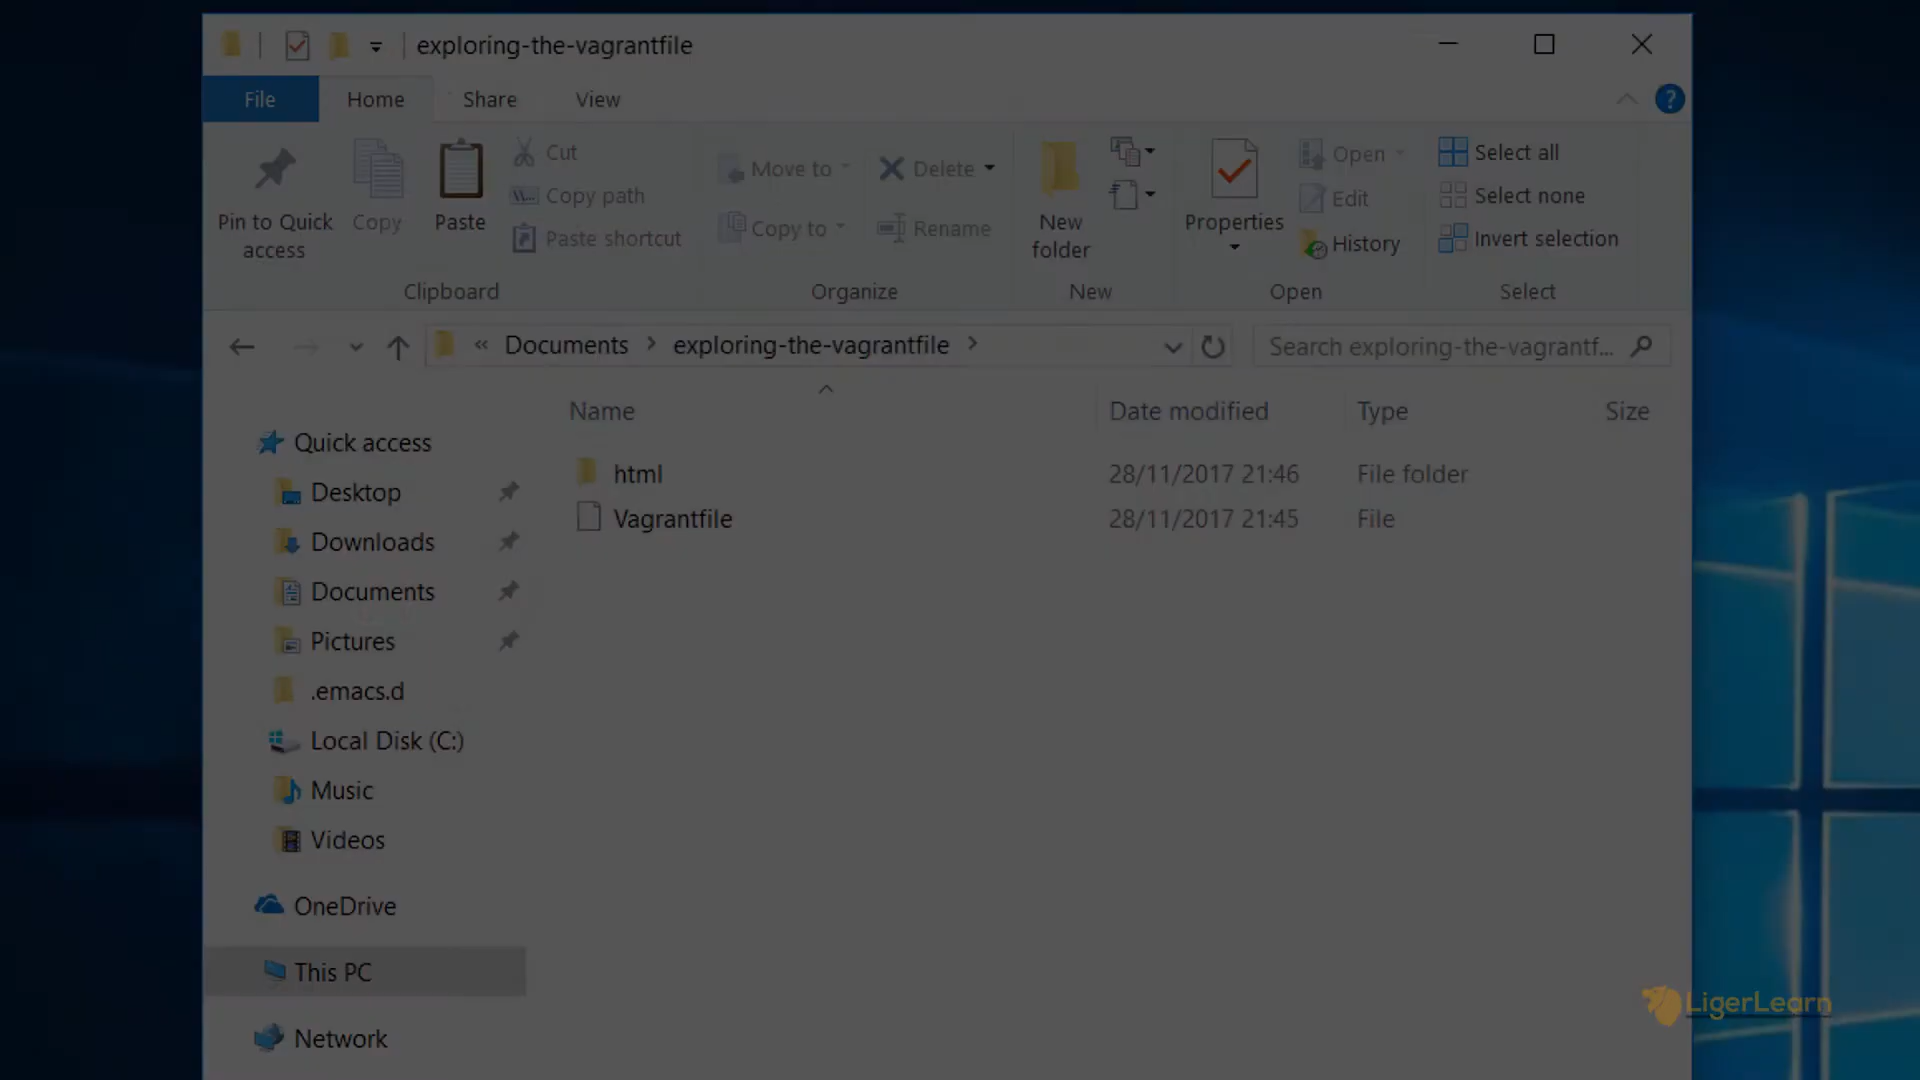 exploring-the-vagrantfile
File Home Share View
Pin to Quick access
Copy
Paste
Cut
Copy path
Paste shortcut
Clipboard
Move to
Copy to
Delete
Rename
Organize
New folder
New
Properties
Open
Edit
History
Open
Select all
Select none
Invert selection
Select
« Documents > exploring-the-vagrantfile >
Search exploring-the-vagrantf...
Name Date modified Type Size
html 28/11/2017 21:46 File folder
Vagrantfile 28/11/2017 21:45 File
Quick access
Desktop
Downloads
Documents
Pictures
.emacs.d
Local Disk (C:)
Music
Videos
OneDrive
This PC
Network
LigerLearn